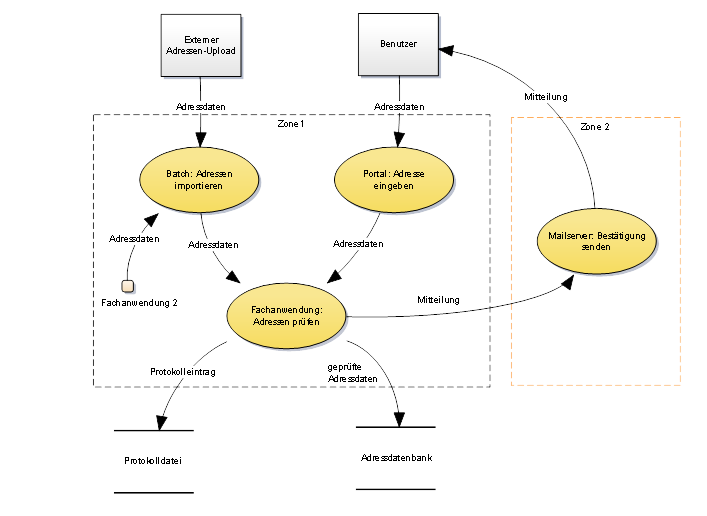 Externer
Adressen-Upload
Benutzer
Mitteilung
Adressdaten
Adressdaten
Zone 1
Zone 2
Batch: Adressen
importieren
Portal: Adresse
eingeben
Adressdaten
Adressdaten
Adressdaten
Mailserver: Bestätigung
senden
Fachanwendung 2
Fachanwendung:
Adressen prüfen
Mitteilung
Protokolleintrag
geprüfte
Adressdaten
Protokolldatei
Adressdatenbank